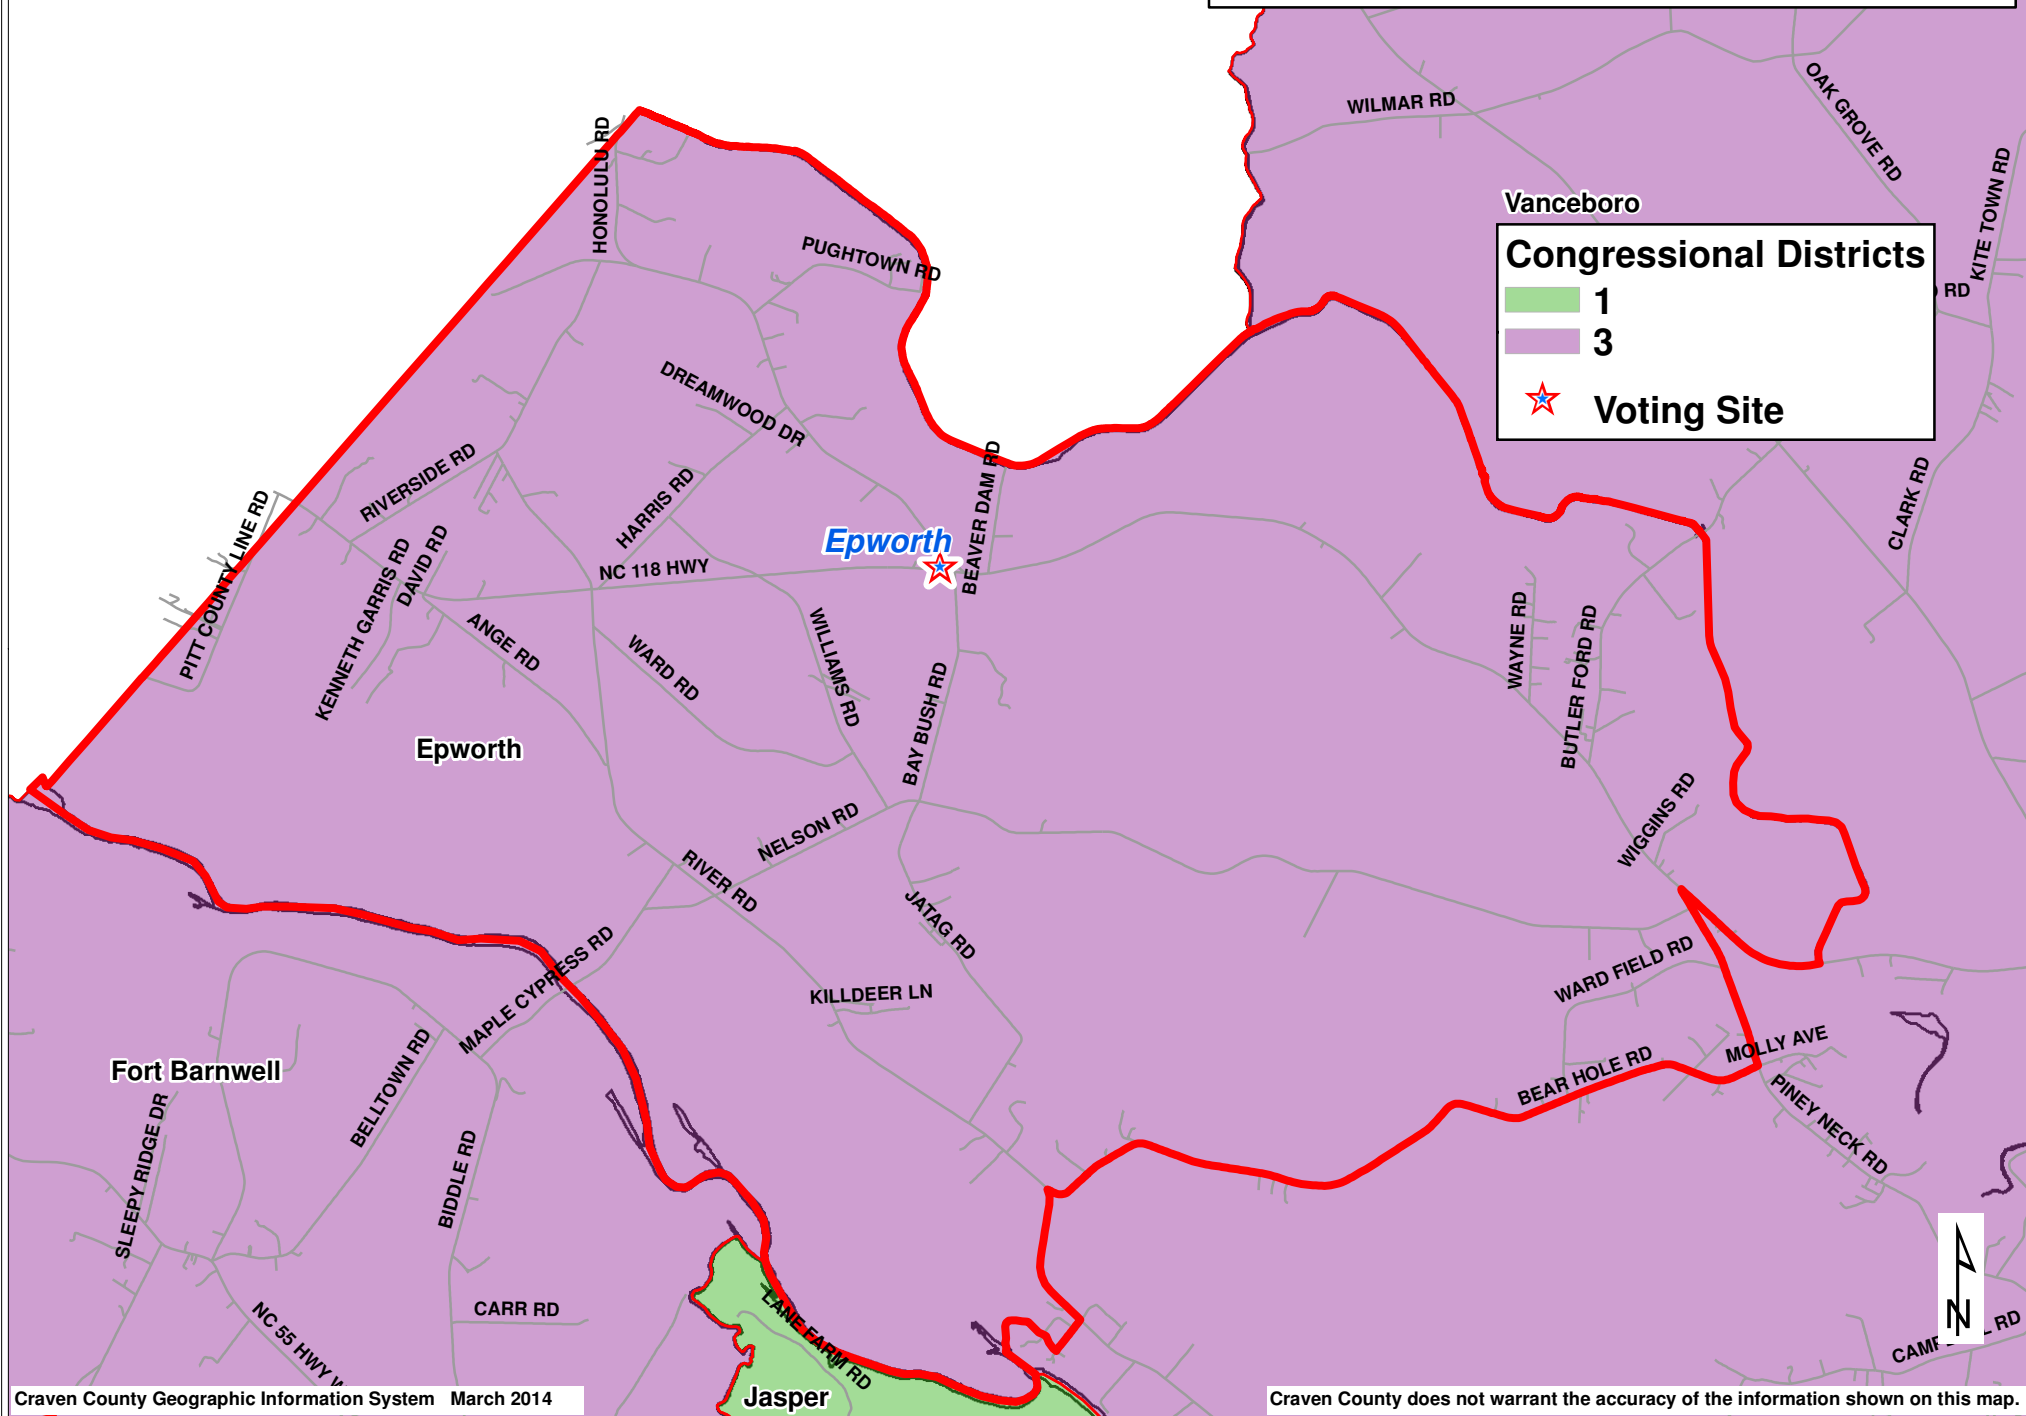 WILMAR RD
OAK GROVE RD
HONOLULU RD
KITE TOWN RD
Vanceboro
PUGHTOWN RD
Congressional Districts
1
3
Voting Site
RD
DREAMWOOD DR
RIVERSIDE RD
HARRIS RD
BEAVER DAM RD
CLARK RD
PITT COUNTY LINE RD
Epworth
KENNETH GARRIS RD
DAVID RD
NC 118 HWY
ANGE RD
WARD RD
WILLIAMS RD
BAY BUSH RD
WAYNE RD
BUTLER FORD RD
Epworth
WIGGINS RD
NELSON RD
RIVER RD
JATAG RD
MAPLE CYPRESS RD
KILLDEER LN
WARD FIELD RD
MOLLY AVE
BEAR HOLE RD
PINEY NECK RD
Fort Barnwell
BELLTOWN RD
SLEEPY RIDGE DR
BIDDLE RD
CARR RD
NC 55 HWY W
LANE FARM RD
N
RD
Jasper
Craven County Geographic Information System March 2014
Craven County does not warrant the accuracy of the information shown on this map.